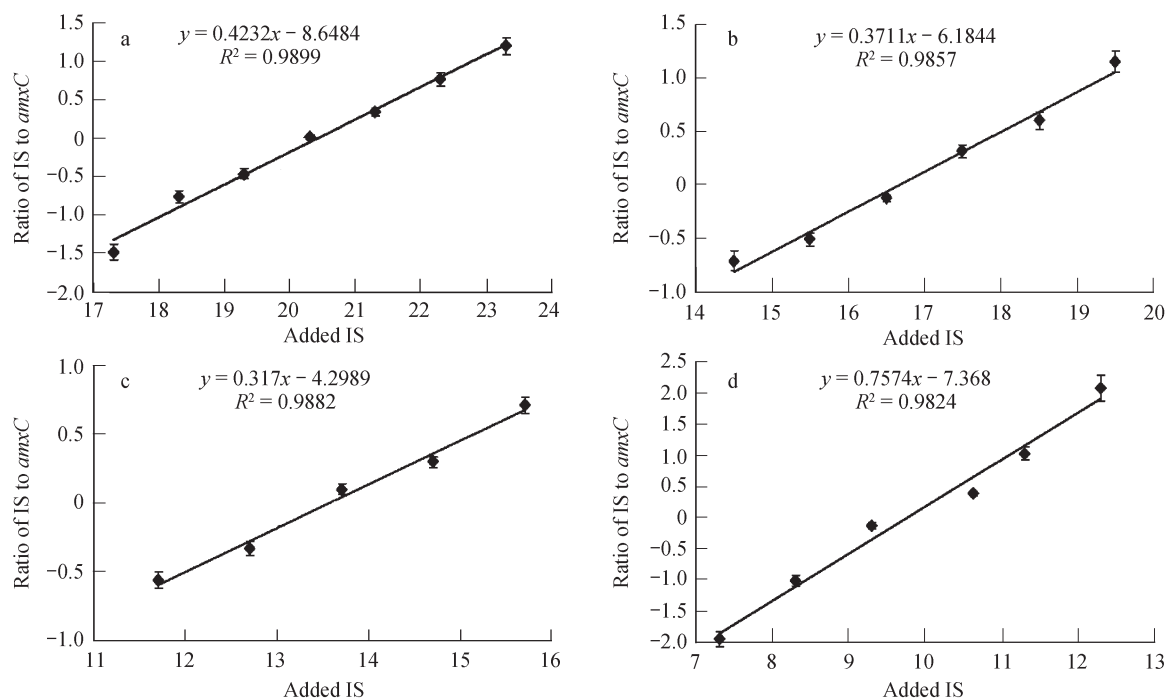 a
y = 0.4232x − 8.6484
R² = 0.9899
1.5
1.0
0.5
0
−0.5
−1.0
−1.5
−2.0
Ratio of IS to amxC
17 18 19 20 21 22 23 24
Added IS
b
y = 0.3711x − 6.1844
R² = 0.9857
1.5
1.0
0.5
0
−0.5
−1.0
Ratio of IS to amxC
14 15 16 17 18 19 20
Added IS
c
y = 0.317x − 4.2989
R² = 0.9882
1.0
0.5
0
−0.5
−1.0
Ratio of IS to amxC
11 12 13 14 15 16
Added IS
d
y = 0.7574x − 7.368
R² = 0.9824
2.5
2.0
1.5
1.0
0.5
0
−0.5
−1.0
−1.5
−2.0
Ratio of IS to amxC
7 8 9 10 11 12 13
Added IS